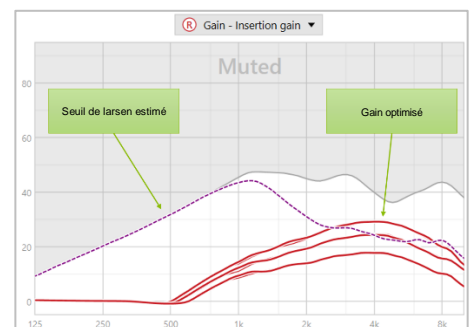 R Gain - Insertion gain
Muted
Seuil de larsen estimé
Gain optimisé
80
60
40
20
0
125 250 500 1k 2k 4k 8k